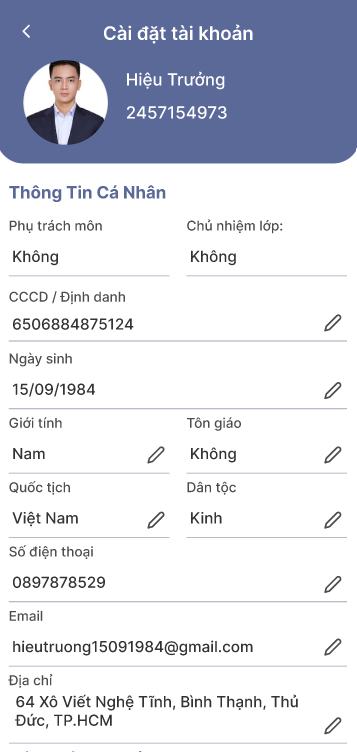 Cài đặt tài khoản
Hiệu Trưởng
2457154973
Thông Tin Cá Nhân
Phụ trách môn
Chủ nhiệm lớp:
Không
Không
CCCD / Định danh
6506884875124
Ngày sinh
15/09/1984
Giới tính
Tôn giáo
Nam
Không
Quốc tịch
Dân tộc
Việt Nam
Kinh
Số điện thoại
0897878529
Email
hieutruong15091984@gmail.com
Địa chỉ
64 Xô Viết Nghệ Tĩnh, Bình Thạnh, Thủ
Đức, TP.HCM